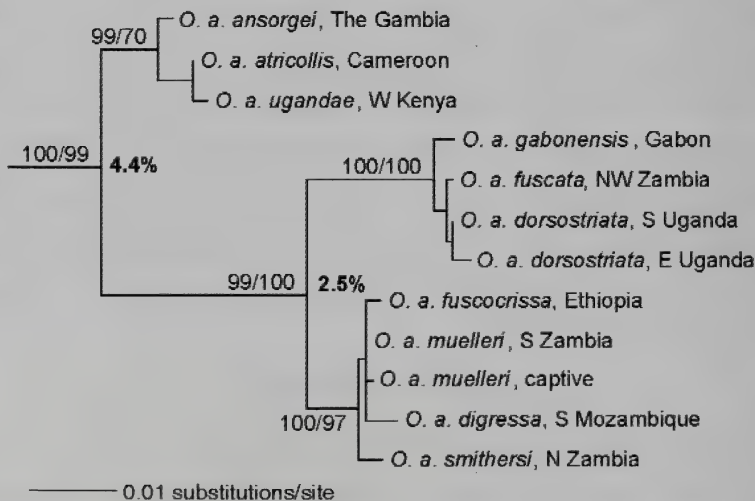 99/70
O. a. ansorgei, The Gambia
O. a. atricollis, Cameroon
O. a. ugandae, W Kenya
100/99
4.4%
100/100
O. a. gabonensis , Gabon
O. a. fuscata, NW Zambia
O. a. dorsostriata, S Uganda
O. a. dorsostriata, E Uganda
99/100
2.5%
O. a. fuscocrissa, Ethiopia
O. a. muelleri, S Zambia
O. a. muelleri, captive
O. a. digressa, S Mozambique
100/97
O. a. smithersi, N Zambia
0.01 substitutions/site